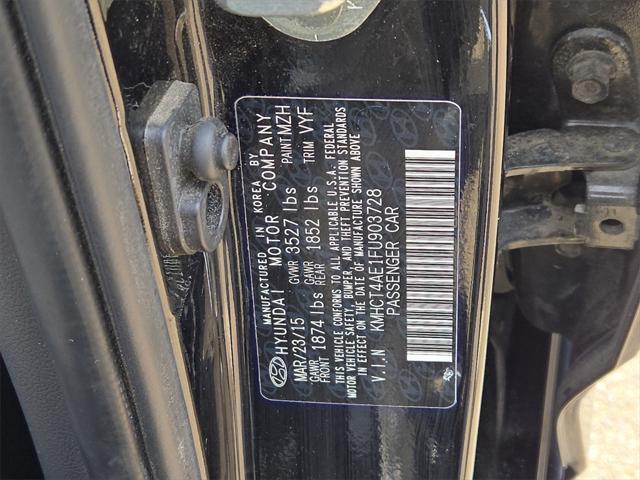 MANUFACTURED IN KOREA BY
HYUNDAI MOTOR COMPANY
MAR/23/15 GVWR 3527 lbs PAINT MZH
GAWR FRONT 1874 lbs GAWR REAR 1852 lbs TRIM VYF
THIS VEHICLE CONFORMS TO ALL APPLICABLE U.S.A. FEDERAL
MOTOR VEHICLE SAFETY, BUMPER, AND THEFT PREVENTION STANDARDS
IN EFFECT ON THE DATE OF MANUFACTURE SHOWN ABOVE
V.I.N KMHCT4AE1FU903728
PASSENGER CAR